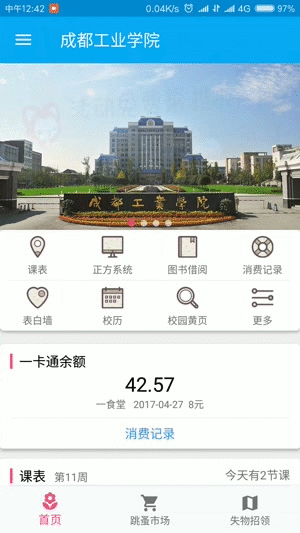 中午12:42 4G 97%
成都工业学院
成都工业学院
课表 正方系统 图书借阅 消费记录
表白墙 校历 校园黄页 更多
一卡通余额
42.57
一食堂 2017-04-27 8元
消费记录
课表 第11周 今天有2节课
首页 跳蚤市场 失物招领